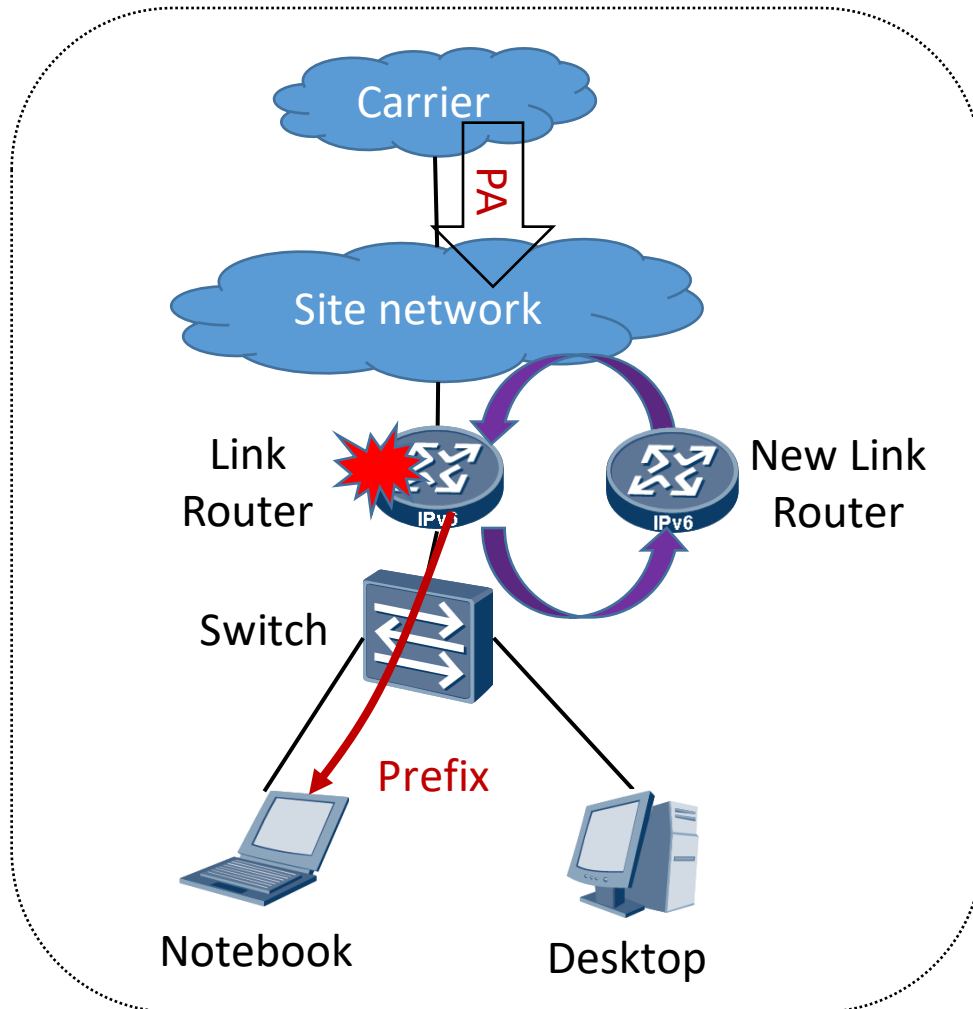 Carrier
PA
Site network
Link
Router
IPv6
New Link
Router
IPv6
Switch
Prefix
Notebook
Desktop